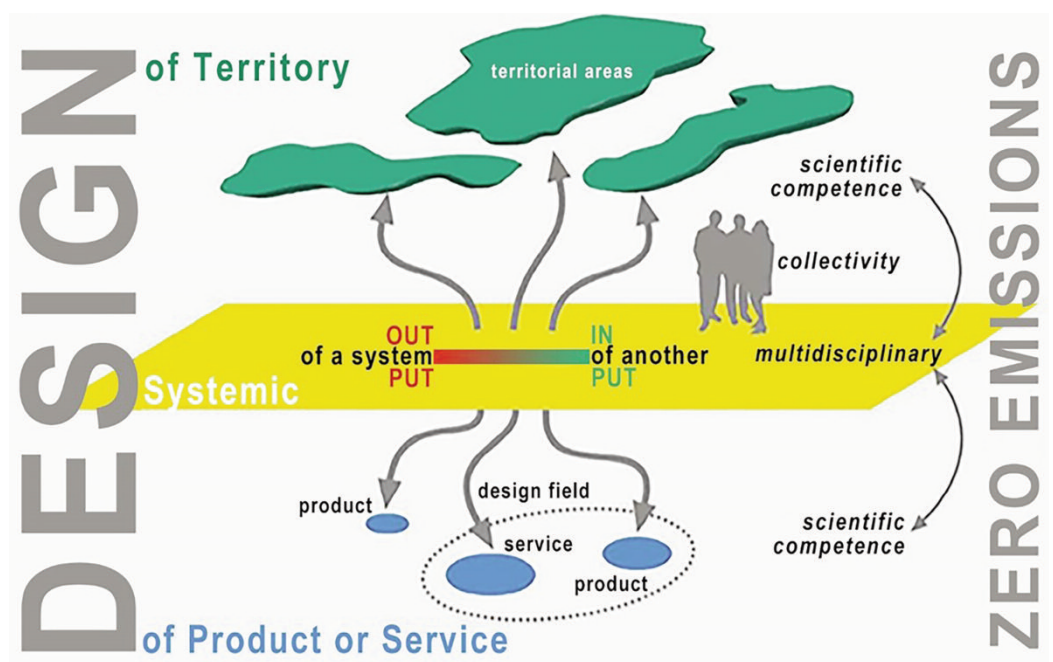 DESIGN
of Territory
territorial areas
scientific
competence
collectivity
OUT
IN
of a system
of another
multidisciplinary
PUT
PUT
Systemic
product
design field
service
product
scientific
competence
of Product or Service
ZERO EMISSIONS